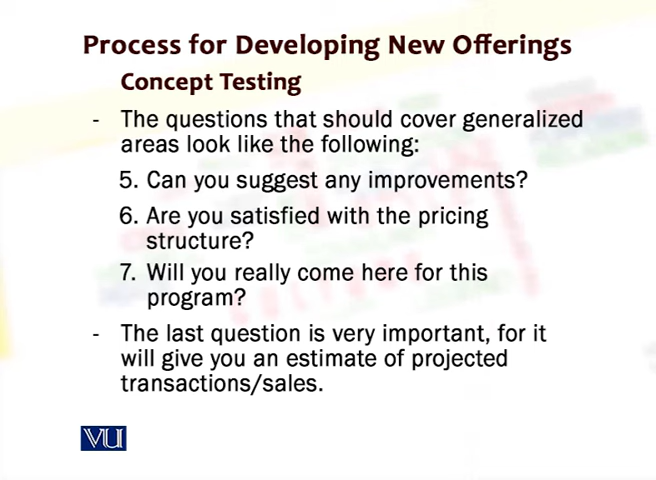 Process for Developing New Offerings
Concept Testing
- The questions that should cover generalized
areas look like the following:
5. Can you suggest any improvements?
6. Are you satisfied with the pricing
structure?
7. Will you really come here for this
program?
- The last question is very important, for it
will give you an estimate of projected
transactions/sales.
VU